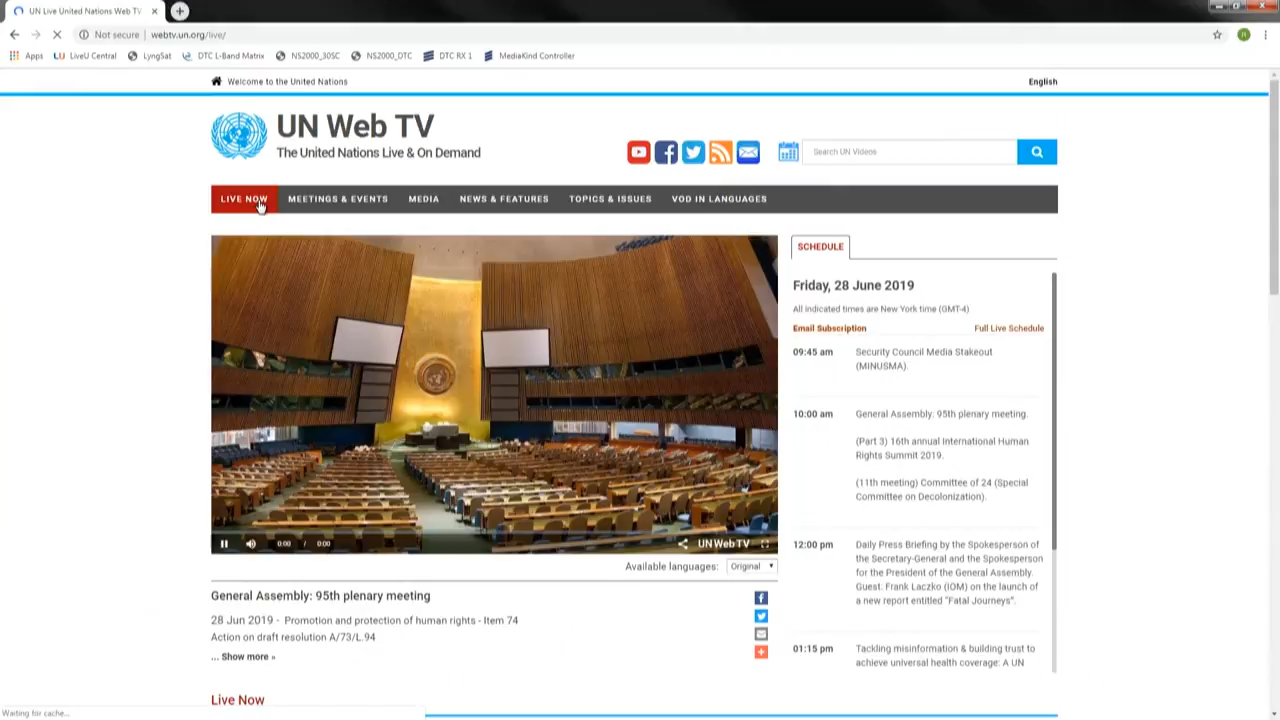 UN Live United Nations Web TV
Not secure | webtv.un.org/live/
Apps LiveU Central LyngSat DTC L-Band Matrix NS2000_30SC NS2000_DTC DTC RX 1 MediaKind Controller
Welcome to the United Nations English
UN Web TV
The United Nations Live & On Demand
Search UN Videos
LIVE NOW MEETINGS & EVENTS MEDIA NEWS & FEATURES TOPICS & ISSUES VOD IN LANGUAGES
0:00 / 0:00 UN Web TV
Available languages: Original
General Assembly: 95th plenary meeting
28 Jun 2019 - Promotion and protection of human rights - Item 74
Action on draft resolution A/73/L.94
... Show more »
Live Now
SCHEDULE
Friday, 28 June 2019
All indicated times are New York time (GMT-4)
Email Subscription Full Live Schedule
09:45 am Security Council Media Stakeout
(MINUSMA).
10:00 am General Assembly: 95th plenary meeting.
(Part 3) 16th annual International Human
Rights Summit 2019.
(11th meeting) Committee of 24 (Special
Committee on Decolonization).
12:00 pm Daily Press Briefing by the Spokesperson of
the Secretary-General and the Spokesperson
for the President of the General Assembly.
Guest: Frank Laczko (IOM) on the launch of
a new report entitled "Fatal Journeys".
01:15 pm Tackling misinformation & building trust to
achieve universal health coverage: A UN
Waiting for cache...